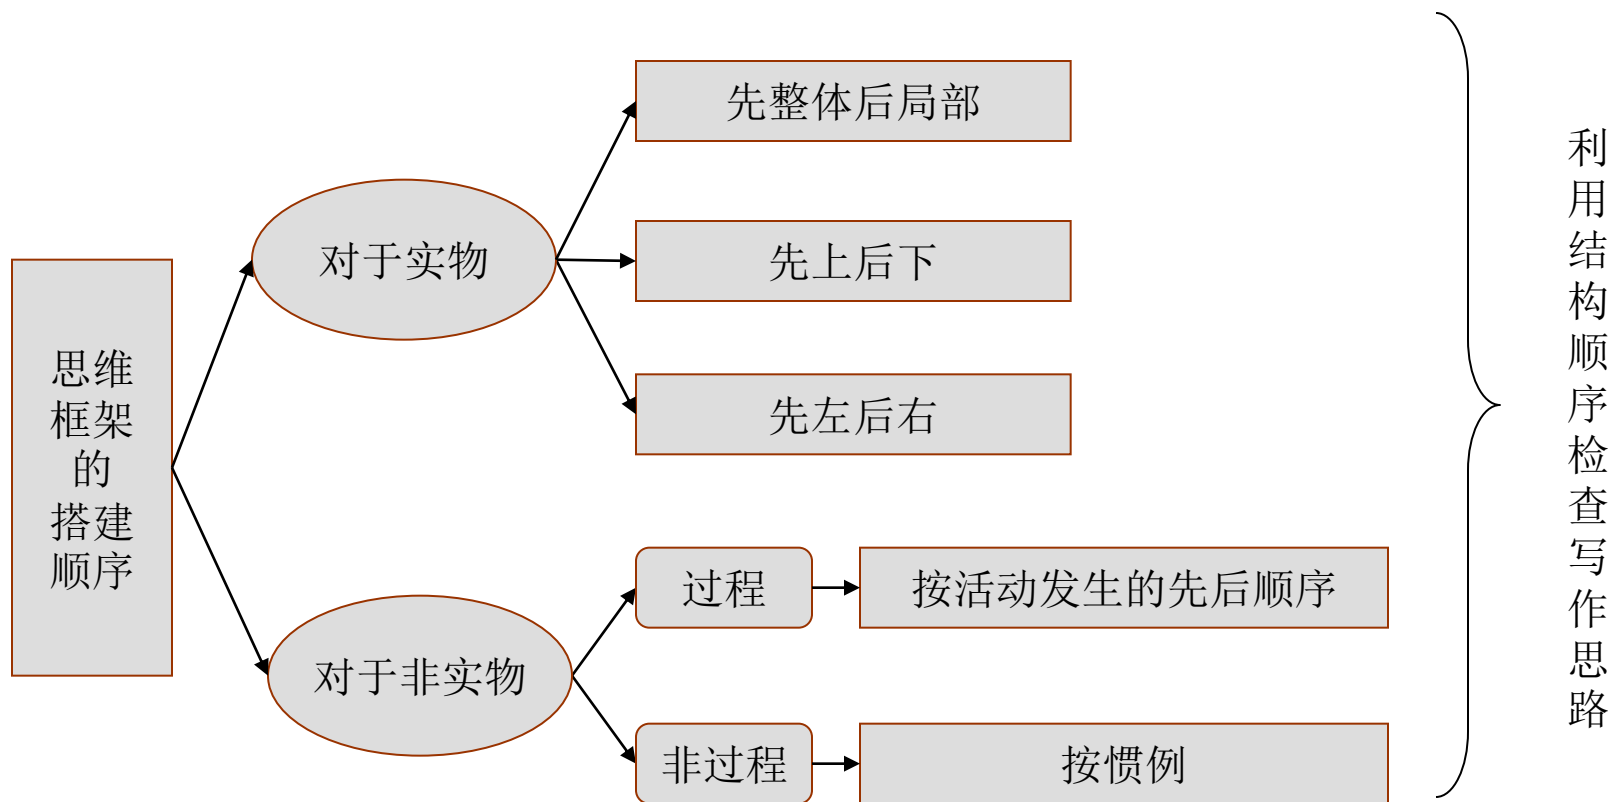 思维
框架
的
搭建
顺序
对于实物
先整体后局部
先上后下
先左后右
对于非实物
过程
按活动发生的先后顺序
非过程
按惯例
利用结构顺序检查写作思路